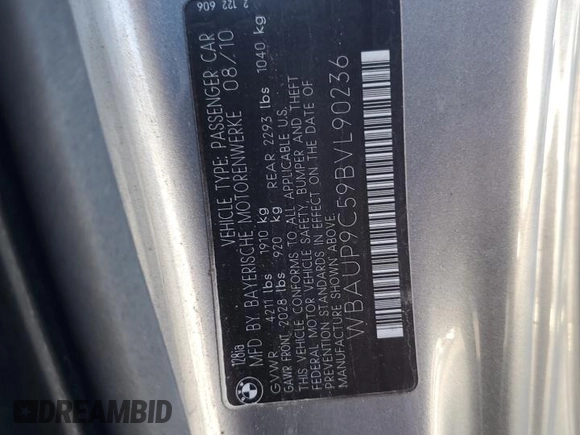 2 122 606
128ia
VEHICLE TYPE: PASSENGER CAR
MFD BY BAYERISCHE MOTORENWERKE 08/10
GVWR 4211 lbs 1910 kg
GAWR FRONT 2028 lbs 920 kg REAR 2293 lbs 1040 kg
THIS VEHICLE CONFORMS TO ALL APPLICABLE U.S.
FEDERAL MOTOR VEHICLE SAFETY, BUMPER AND THEFT
PREVENTION STANDARDS IN EFFECT ON THE DATE OF
MANUFACTURE SHOWN ABOVE.
WBAUP9C59BVL90236
DREAMBID